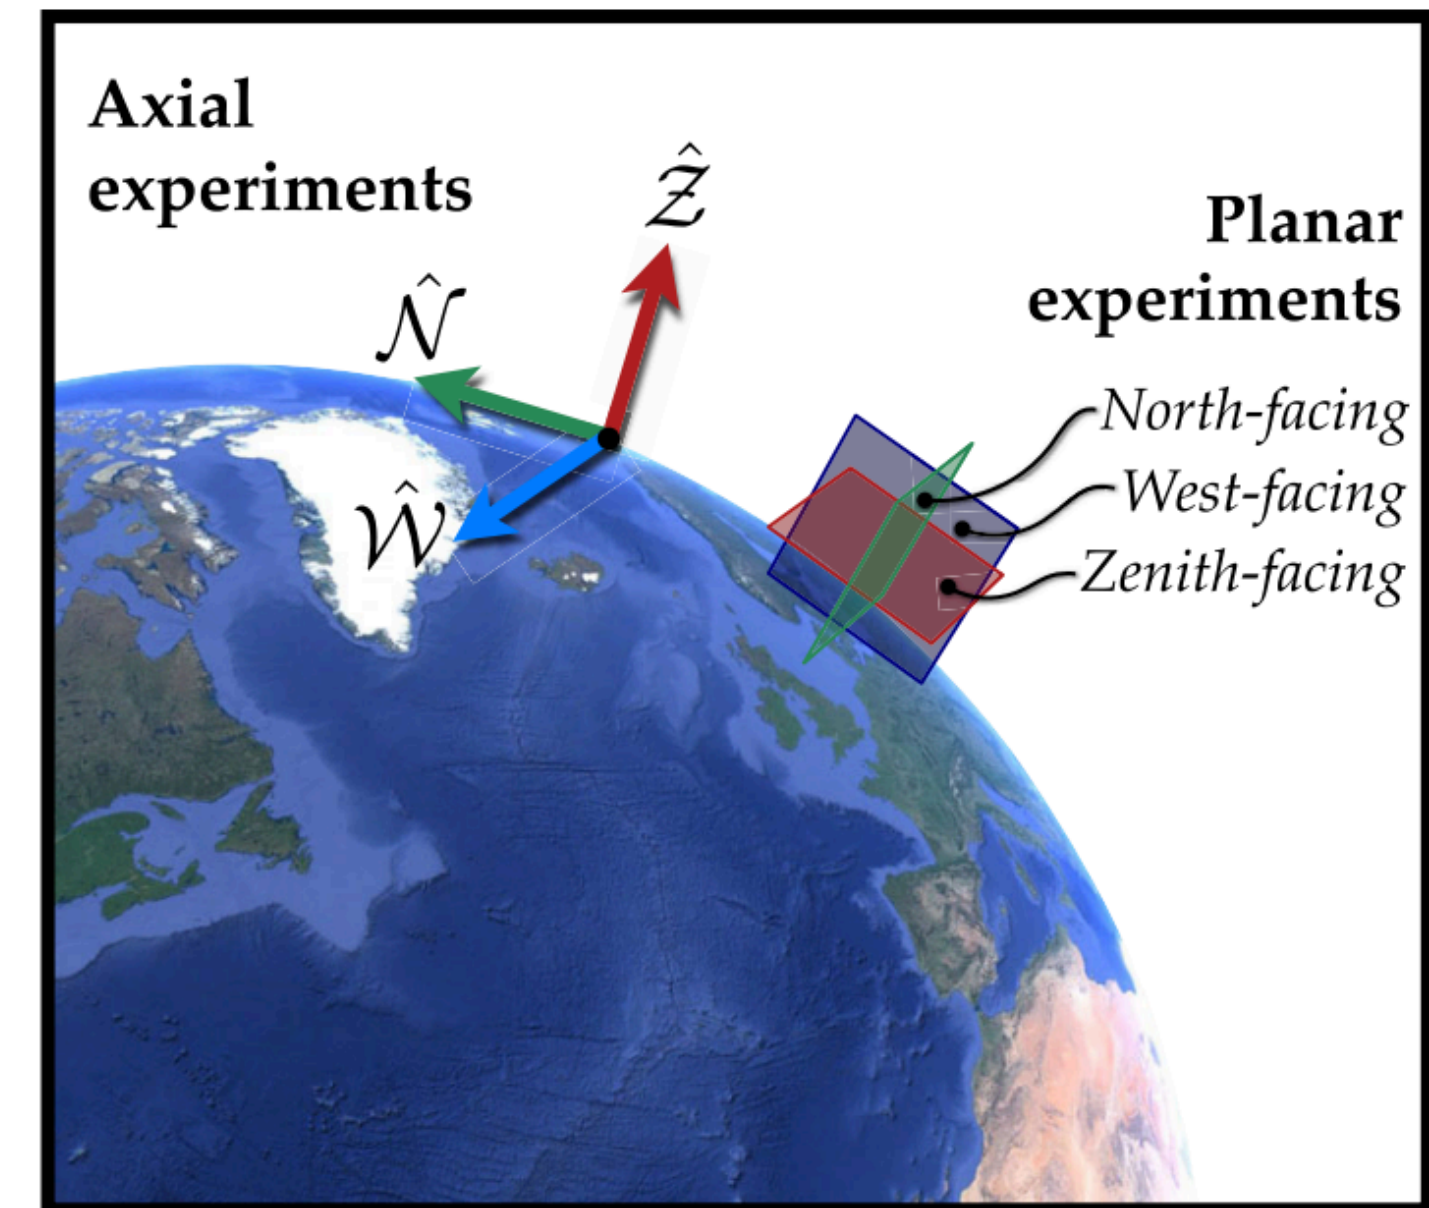 Axial
experiments
Ẑ
N̂
Ŵ
Planar
experiments
North-facing
West-facing
Zenith-facing